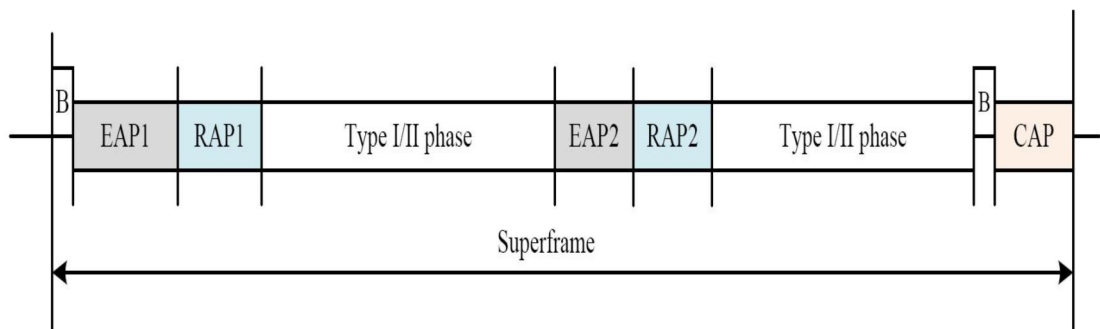 B
EAP1
RAP1
Type I/II phase
EAP2
RAP2
Type I/II phase
B
CAP
Superframe